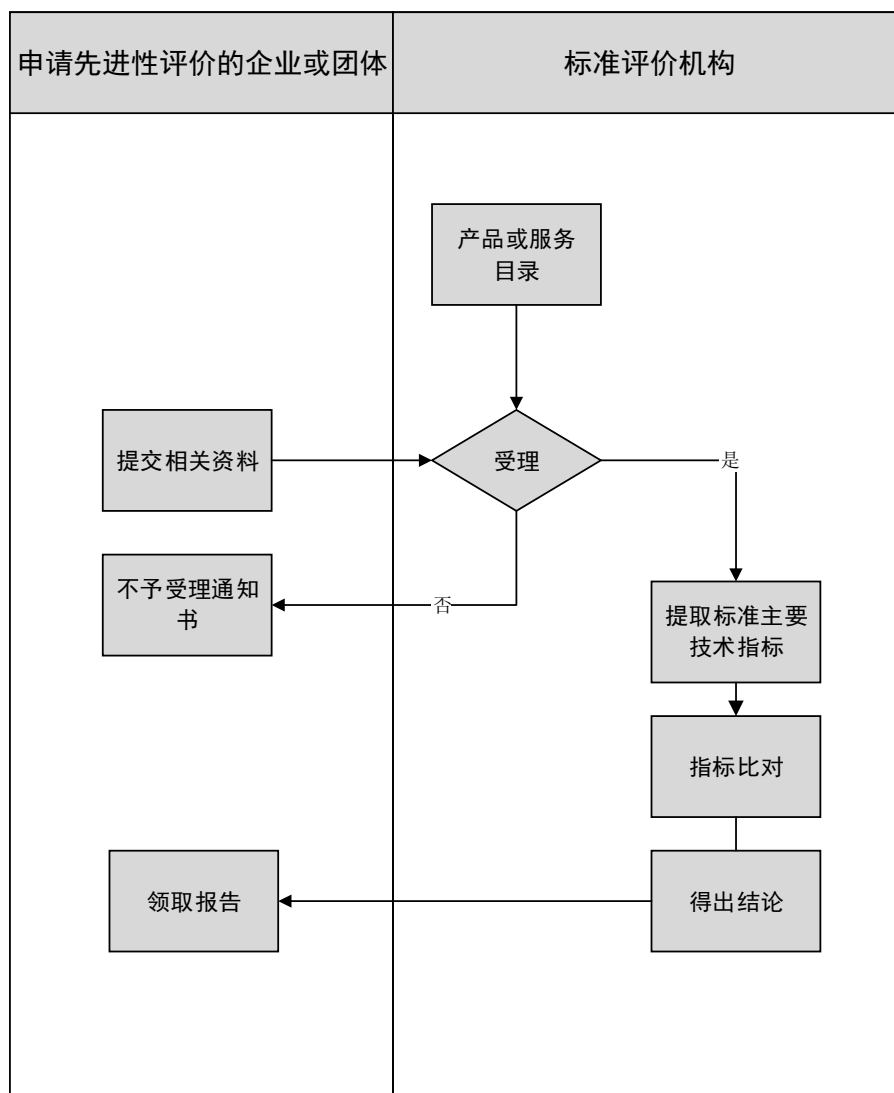 申请先进性评价的企业或团体
标准评价机构
产品或服务
目录
提交相关资料
受理
是
不予受理通知
书
否
提取标准主要
技术指标
指标比对
领取报告
得出结论